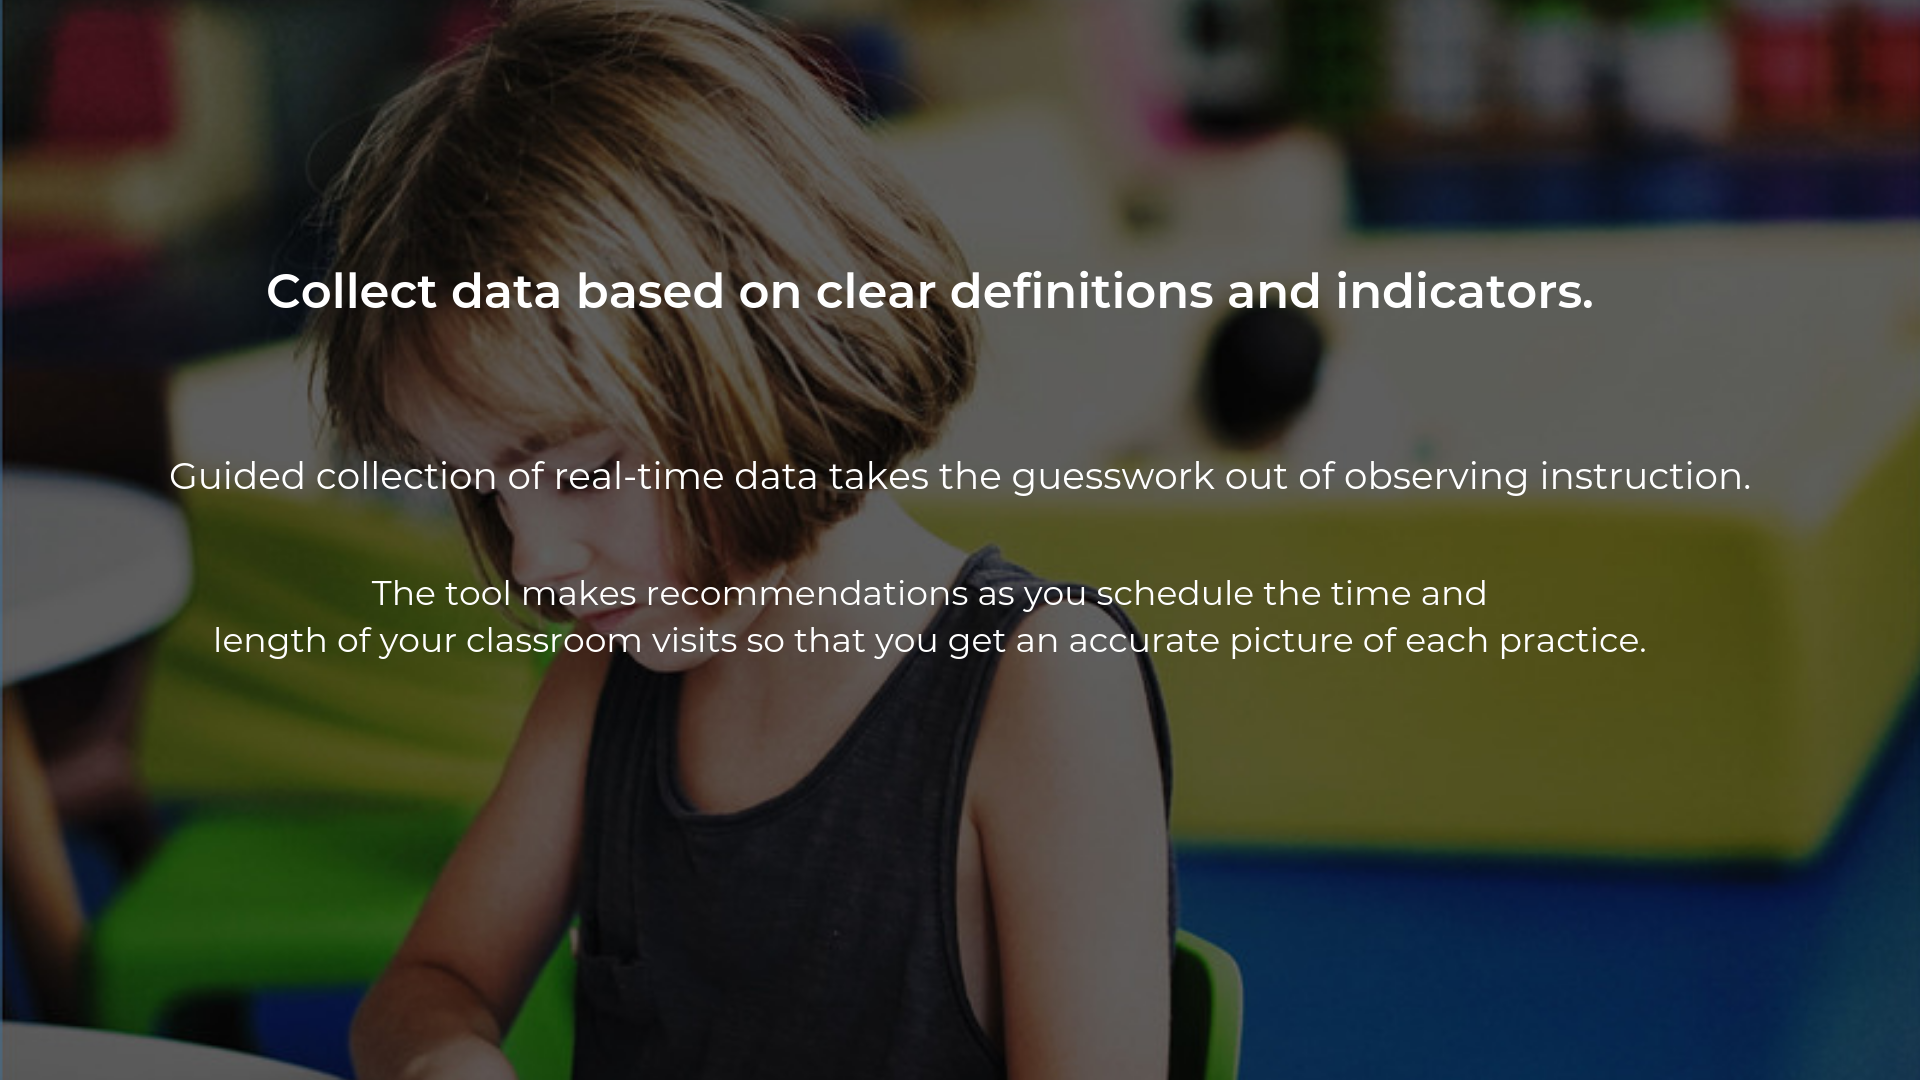 Collect data based on clear definitions and indicators.
Guided collection of real-time data takes the guesswork out of observing instruction.
The tool makes recommendations as you schedule the time and
length of your classroom visits so that you get an accurate picture of each practice.